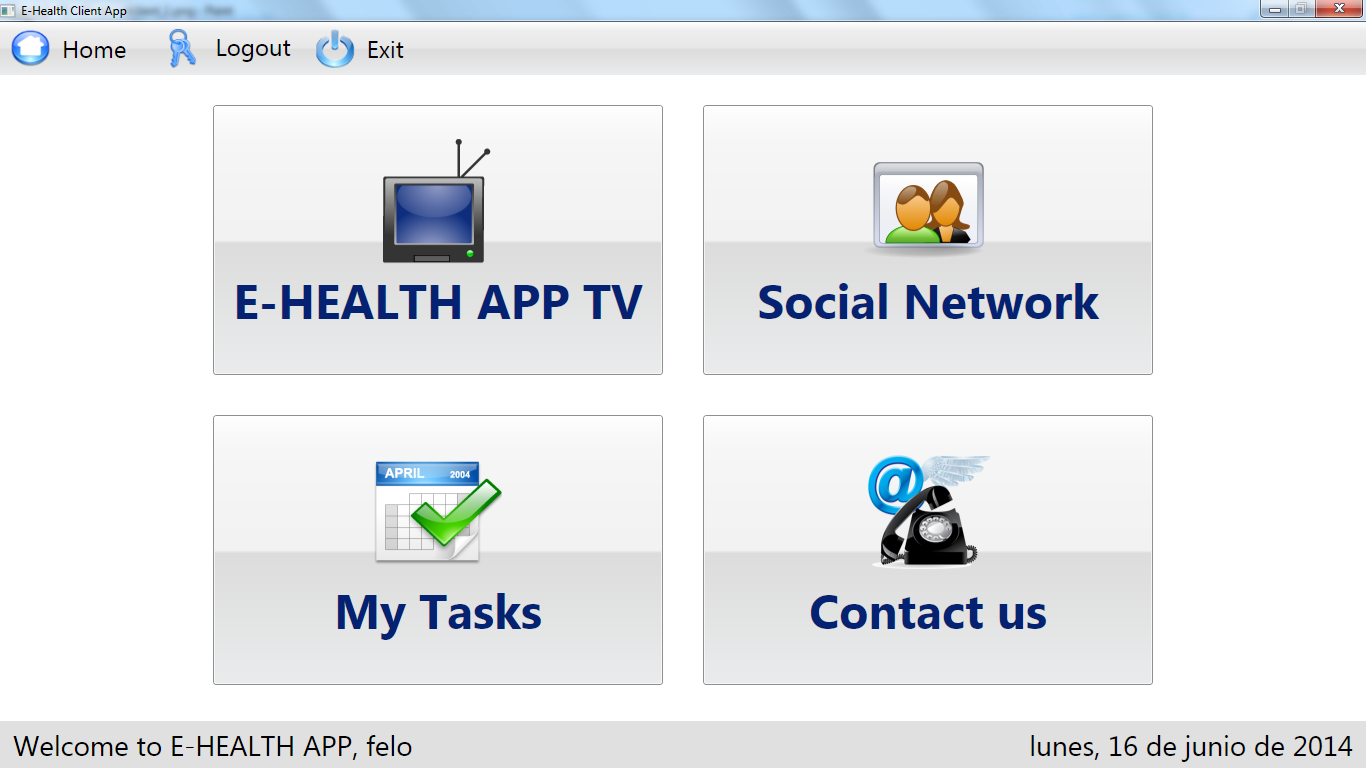 E-Health Client App
Home
Logout
Exit
E-HEALTH APP TV
Social Network
APRIL 2004
My Tasks
@
Contact us
Welcome to E-HEALTH APP, felo
lunes, 16 de junio de 2014